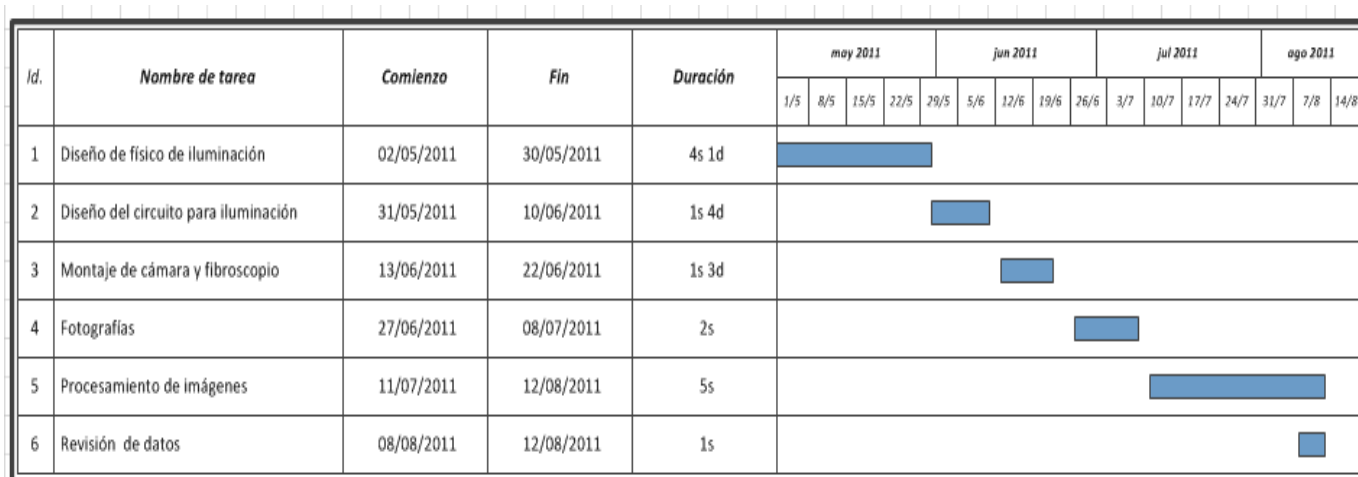 Id. Nombre de tarea Comienzo Fin Duración may 2011 jun 2011 jul 2011 ago 2011
1/5 8/5 15/5 22/5 29/5 5/6 12/6 19/6 26/6 3/7 10/7 17/7 24/7 31/7 7/8 14/8
1 Diseño de físico de iluminación 02/05/2011 30/05/2011 4s 1d
2 Diseño del circuito para iluminación 31/05/2011 10/06/2011 1s 4d
3 Montaje de cámara y fibroscopio 13/06/2011 22/06/2011 1s 3d
4 Fotografías 27/06/2011 08/07/2011 2s
5 Procesamiento de imágenes 11/07/2011 12/08/2011 5s
6 Revisión de datos 08/08/2011 12/08/2011 1s